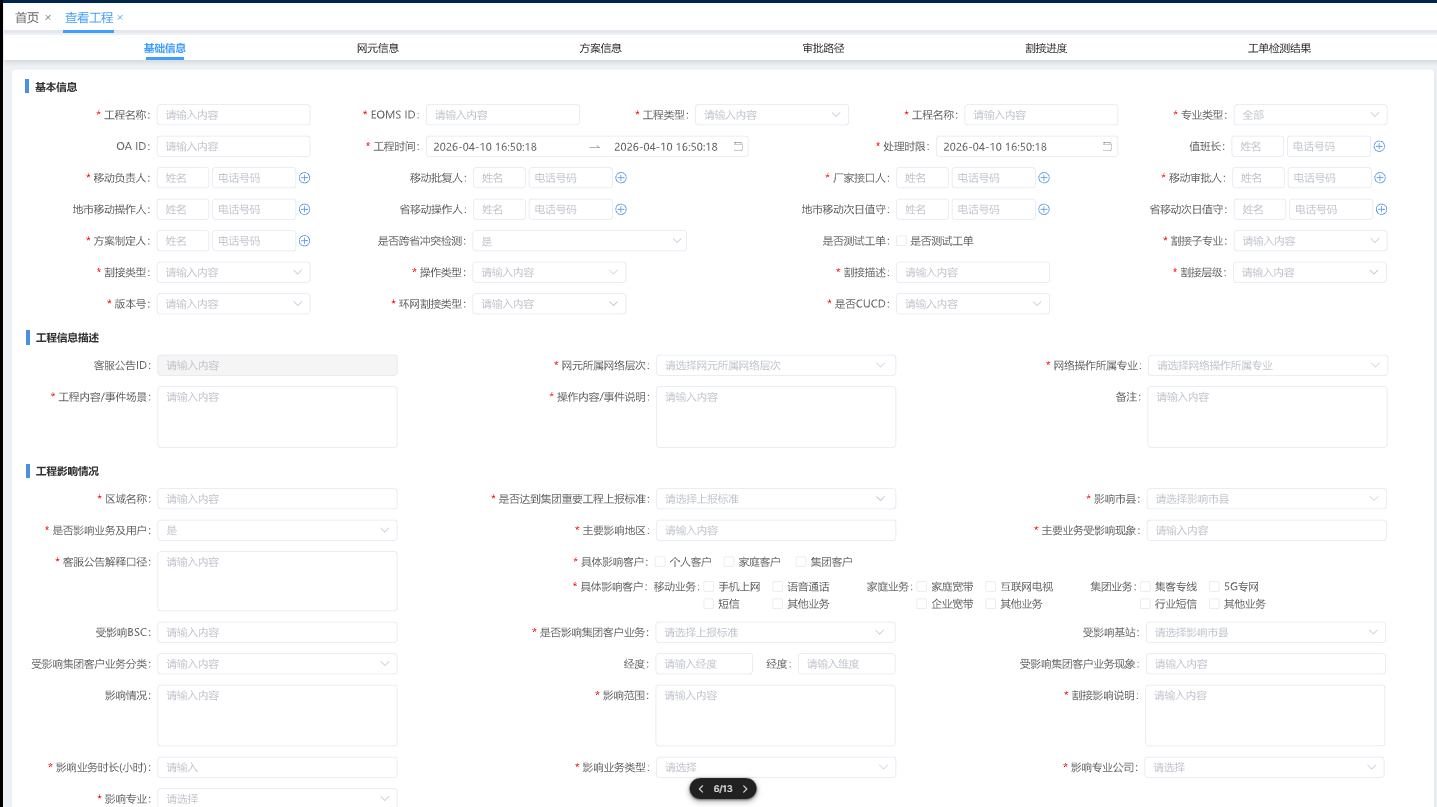 首页 × 查看工程 ×
基础信息 网元信息 方案信息 审批路径 割接进度 工单检测结果
基本信息
* 工程名称: 请输入内容 * EOMS ID: 请输入内容 * 工程类型: 请输入内容 * 工程名称: 请输入内容 * 专业类型: 全部
OA ID: 请输入内容 * 工程时间: 2026-04-10 16:50:18 → 2026-04-10 16:50:18 * 处理时限: 2026-04-10 16:50:18 值班长: 姓名 电话号码
* 移动负责人: 姓名 电话号码 移动批复人: 姓名 电话号码 * 厂家接口人: 姓名 电话号码 * 移动审批人: 姓名 电话号码
地市移动操作人: 姓名 电话号码 省移动操作人: 姓名 电话号码 地市移动次日值守: 姓名 电话号码 省移动次日值守: 姓名 电话号码
* 方案制定人: 姓名 电话号码 是否跨省冲突检测: 是 是否测试工单: 是否测试工单 * 割接子专业: 请输入内容
* 割接类型: 请输入内容 * 操作类型: 请输入内容 * 割接描述: 请输入内容 * 割接层级: 请输入内容
* 版本号: 请输入内容 * 环网割接类型: 请输入内容 * 是否CUCD: 请输入内容
工程信息描述
客服公告ID: 请输入内容 * 网元所属网络层次: 请选择网元所属网络层次 * 网络操作所属专业: 请选择网络操作所属专业
* 工程内容/事件场景: 请输入内容 * 操作内容/事件说明: 请输入内容 备注: 请输入内容
工程影响情况
* 区域名称: 请输入内容 * 是否达到集团重要工程上报标准: 请选择上报标准 * 影响市县: 请选择影响市县
* 是否影响业务及用户: 是 * 主要影响地区: 请输入内容 * 主要业务受影响现象: 请输入内容
* 客服公告解释口径: 请输入内容 * 具体影响客户: 个人客户 家庭客户 集团客户
* 具体影响客户: 移动业务: 手机上网 语音通话 家庭业务: 家庭宽带 互联网电视 集团业务: 集客专线 5G专网
短信 其他业务 企业宽带 其他业务 行业短信 其他业务
受影响BSC: 请输入内容 * 是否影响集团客户业务: 请选择上报标准 受影响基站: 请选择影响市县
受影响集团客户业务分类: 请输入内容 经度: 请输入经度 经度: 请输入维度 受影响集团客户业务现象: 请输入内容
影响情况: 请输入内容 * 影响范围: 请输入内容 * 割接影响说明: 请输入内容
* 影响业务时长(小时): 请输入 * 影响业务类型: 请选择 * 影响专业公司: 请选择
* 影响专业: 请选择
< 6/13 >